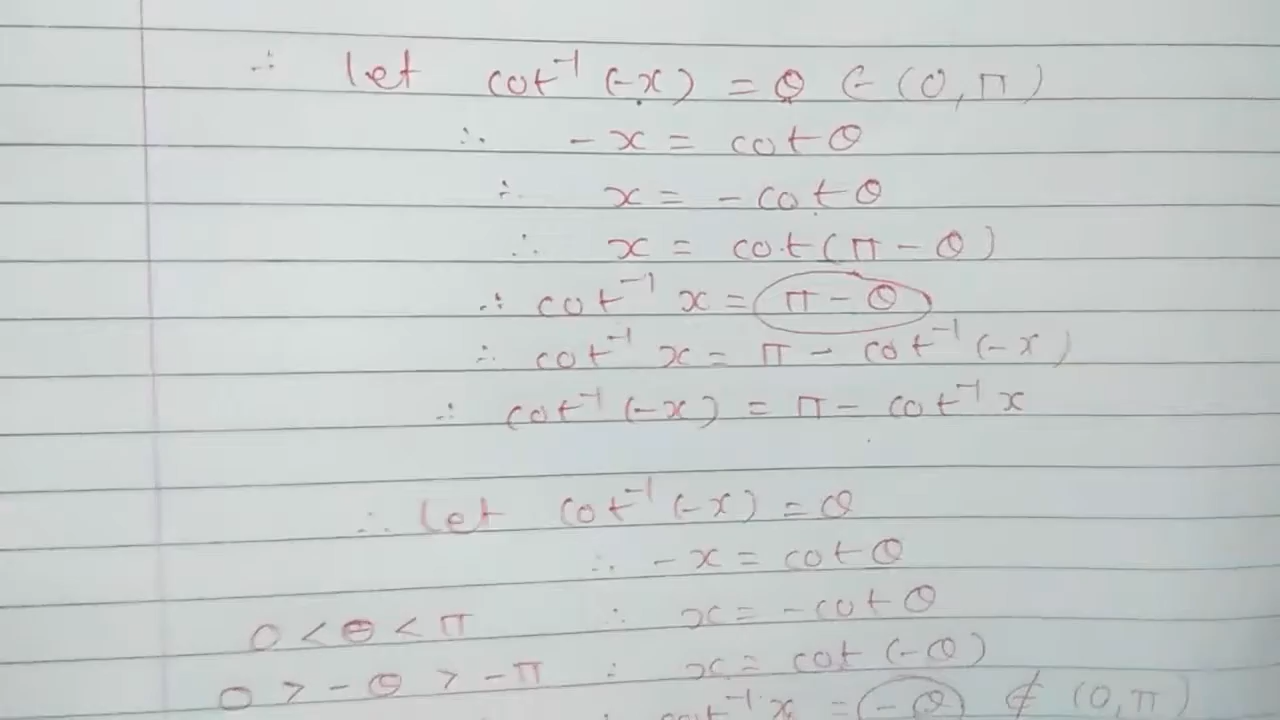 ∴ let cot⁻¹ (-x) = θ ∈ (0, π)
∴ -x = cot θ
∴ x = -cot θ
∴ x = cot (π - θ)
∴ cot⁻¹ x = π - θ
∴ cot⁻¹ x = π - cot⁻¹ (-x)
∴ cot⁻¹ (-x) = π - cot⁻¹ x
∴ Let cot⁻¹ (-x) = θ
∴ -x = cot θ
0 < θ < π ∴ x = -cot θ
0 > -θ > -π ∴ x = cot (-θ)
∴ cot⁻¹ x = -θ ∉ (0, π)